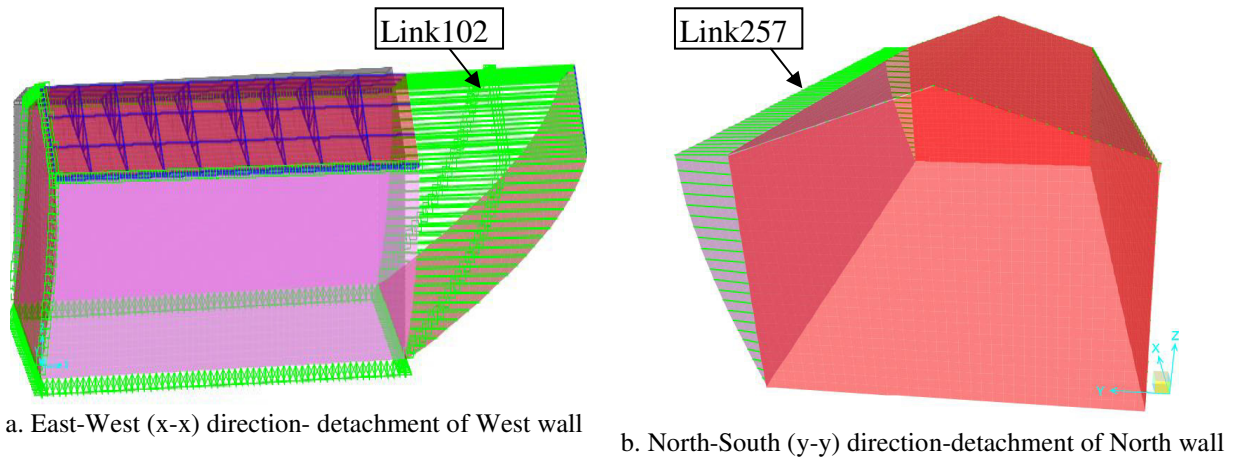 Link102
Link257
X
Z
Y
a. East-West (x-x) direction- detachment of West wall
b. North-South (y-y) direction-detachment of North wall